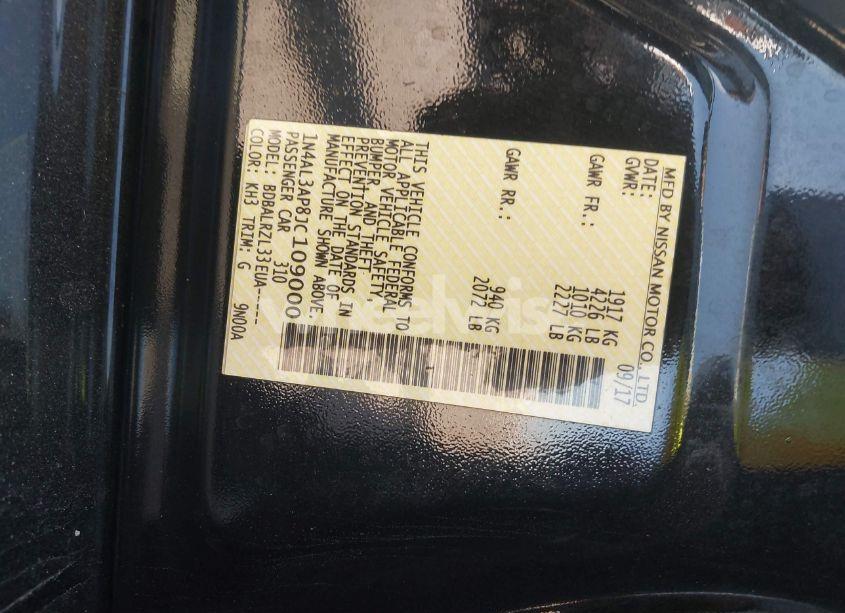 MFD BY NISSAN MOTOR CO., LTD.
DATE: 09/17
GVWR: 1917 KG
4226 LB
GAWR FR.: 1010 KG
2227 LB
GAWR RR.: 940 KG
2072 LB
THIS VEHICLE CONFORMS TO
ALL APPLICABLE FEDERAL
MOTOR VEHICLE SAFETY
BUMPER, AND THEFT
PREVENTION STANDARDS IN
EFFECT ON THE DATE OF
MANUFACTURE SHOWN ABOVE.
1N4AL3AP8JC109000
PASSENGER CAR 310
MODEL: BDBALRZL33EUA-----
COLOR: KH3 TRIM: G 9N00A